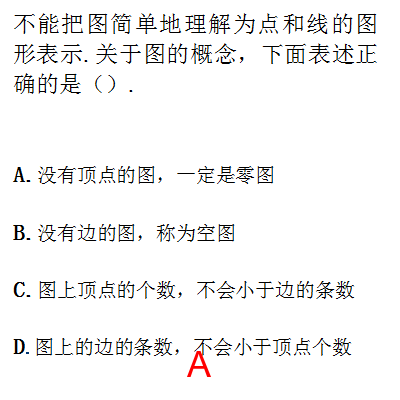 不能把图简单地理解为点和线的图
形表示.关于图的概念，下面表述正
确的是（）.
A. 没有顶点的图，一定是零图
B. 没有边的图，称为空图
C. 图上顶点的个数，不会小于边的条数
D. 图上的边的条数，不会小于顶点个数
A